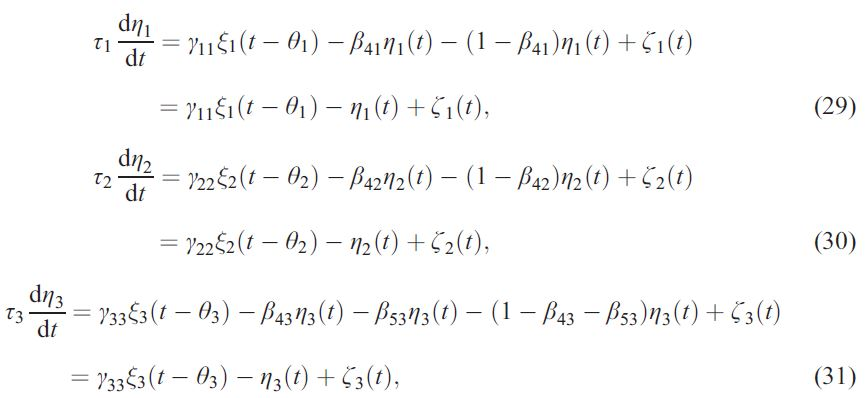 τ₁ dη₁/dt = γ₁₁ξ₁(t − θ₁) − β₄₁η₁(t) − (1 − β₄₁)η₁(t) + ζ₁(t)
= γ₁₁ξ₁(t − θ₁) − η₁(t) + ζ₁(t), (29)
τ₂ dη₂/dt = γ₂₂ξ₂(t − θ₂) − β₄₂η₂(t) − (1 − β₄₂)η₂(t) + ζ₂(t)
= γ₂₂ξ₂(t − θ₂) − η₂(t) + ζ₂(t), (30)
τ₃ dη₃/dt = γ₃₃ξ₃(t − θ₃) − β₄₃η₃(t) − β₅₃η₃(t) − (1 − β₄₃ − β₅₃)η₃(t) + ζ₃(t)
= γ₃₃ξ₃(t − θ₃) − η₃(t) + ζ₃(t), (31)